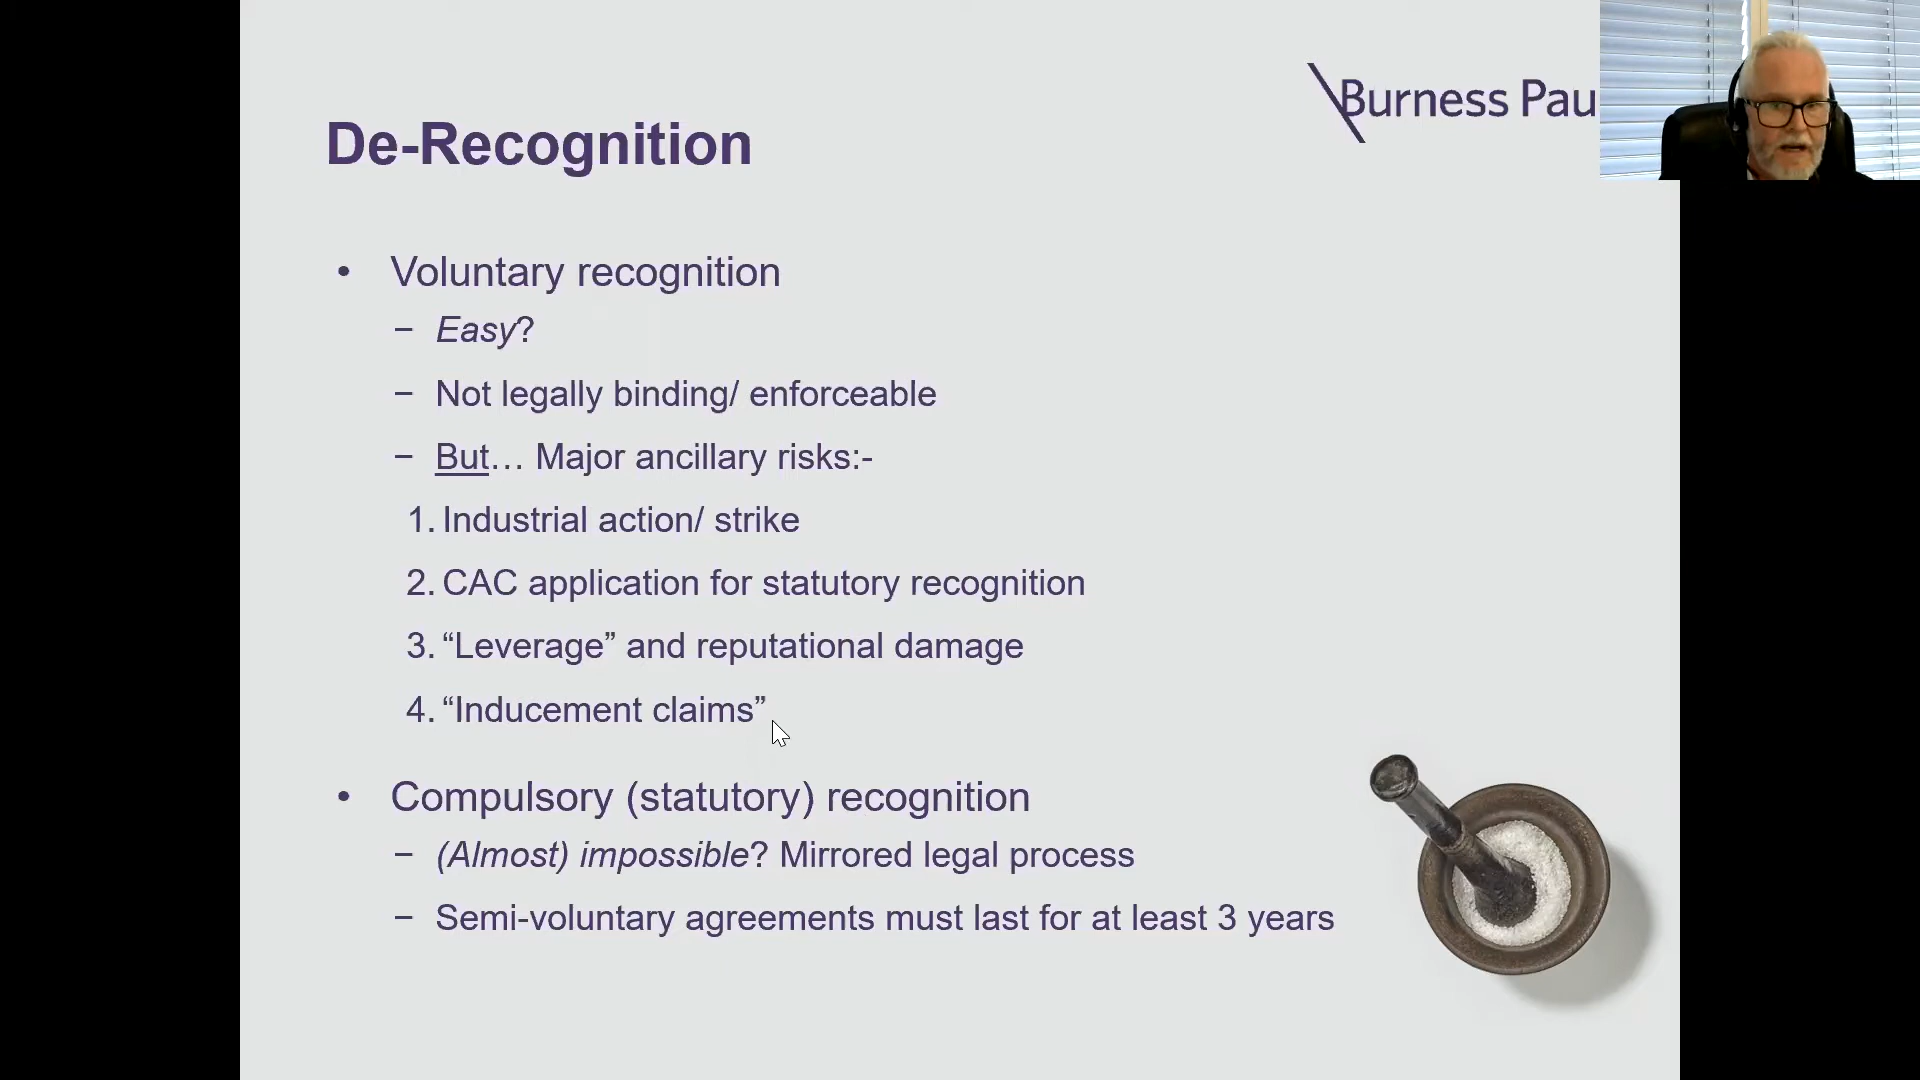 Burness Pau
De-Recognition
• Voluntary recognition
− Easy?
− Not legally binding/ enforceable
− But… Major ancillary risks:-
1. Industrial action/ strike
2. CAC application for statutory recognition
3. “Leverage” and reputational damage
4. “Inducement claims”
• Compulsory (statutory) recognition
− (Almost) impossible? Mirrored legal process
− Semi-voluntary agreements must last for at least 3 years